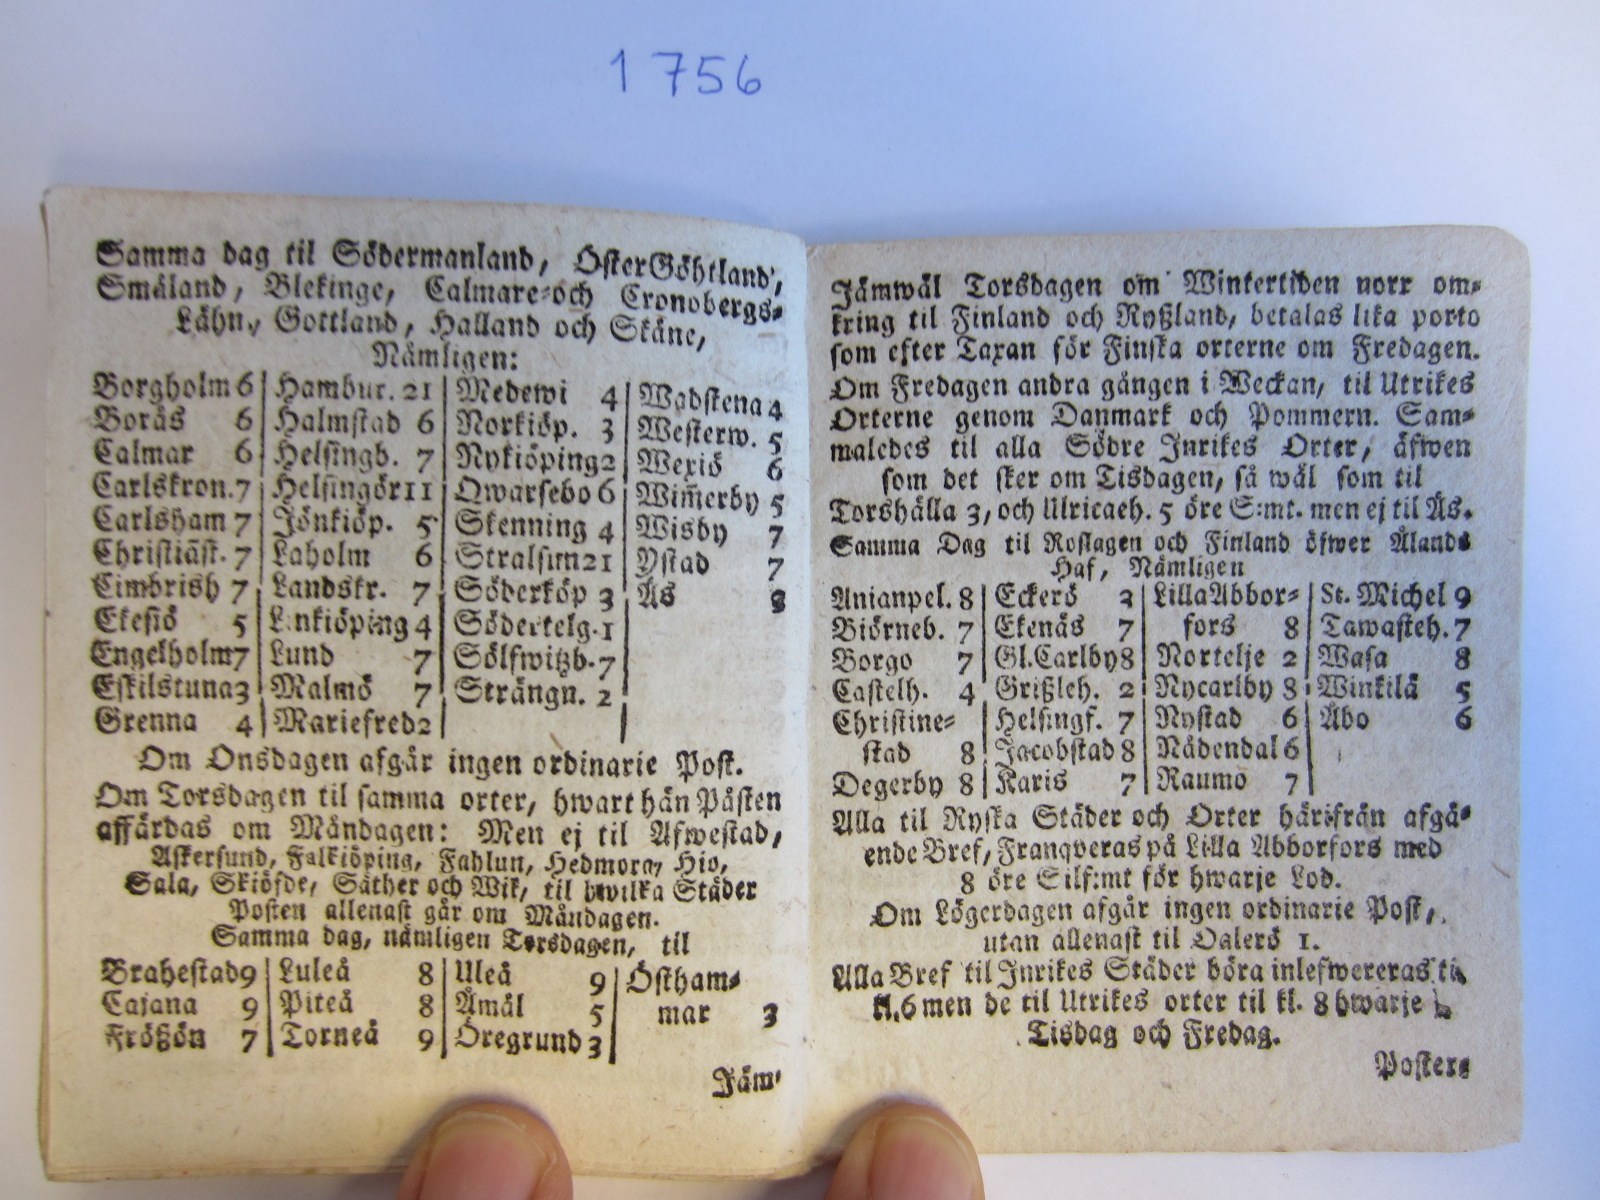 1756
Samma dag til Södermanland, ÖsterGöhtland,
Småland, Blekinge, Calmare-och Cronobergs-
Lähn, Gottland, Halland och Skåne,
Nämligen:
Borgholm 6 | Hambur. 21 | Medewi 4 | Wadstena 4
Borås 6 | Halmstad 6 | Norkiöp. 3 | Westerw. 5
Calmar 6 | Helsingb. 7 | Nykiöping 2 | Wexiö 6
Carlskron. 7 | Helsingör 11 | Qwarsebo 6 | Wim̄erby 5
Carlsham 7 | Jönkiöp. 5 | Skenning 4 | Wisby 7
Christiāst. 7 | Laholm 6 | Stralsun 21 | Ystad 7
Cimbrish 7 | Landskr. 7 | Söderköp 3 | Ås 8
Ekesiö 5 | Linkiöping 4 | Södertelg. 1
Engelholm 7 | Lund 7 | Sölfwitzb. 7
Eskilstuna 3 | Malmö 7 | Strängn. 2
Grenna 4 | Mariefred 2
Om Onsdagen afgår ingen ordinarie Post.
Om Torsdagen til samma orter, hwart hän Påsten
affärdas om Måndagen: Men ej til Afwestad,
Askersund, Falkiöping, Fahlun, Hedmora, Hio,
Sala, Skiöfde, Säther och Wik, til hwilka Städer
Posten allenast går om Måndagen.
Samma dag, nämligen Torsdagen, til
Brahestad 9 | Luleå 8 | Uleå 9 | Östham-
Cajana 9 | Piteå 8 | Åmål 5 | mar 3
Frößön 7 | Torneå 9 | Öregrund 3
Jäm-
Jämwäl Torsdagen om Wintertiden norr om-
kring til Finland och Ryßland, betalas lika porto
som efter Taxan för Finska orterne om Fredagen.
Om Fredagen andra gången i Weckan, til Utrikes
Orterne genom Danmark och Pommern. Sam-
maledes til alla Södre Inrikes Orter, äfwen
som det sker om Tisdagen, så wäl som til
Torshälla 3, och Ulricaeh. 5 öre S:mt. men ej til Ås.
Samma Dag til Roslagen och Finland öfwer Ålands
Haf, Nämligen
Anianpel. 8 | Eckerö 3 | Lilla Abbor- | St. Michel 9
Biörneb. 7 | Ekenäs 7 | fors 8 | Tawasteh. 7
Borgo 7 | Gl. Carlby 8 | Nortelje 2 | Wasa 8
Castelh. 4 | Grißleh. 2 | Nycarlby 8 | Winkilä 5
Christine- | Helsingf. 7 | Nystad 6 | Åbo 6
stad 8 | Jacobstad 8 | Nådendal 6
Degerby 8 | Karis 7 | Raumo 7
Alla til Ryska Städer och Orter härifrån afgå-
ende Bref, Franqveras på Lilla Abborfors med
8 öre Silf:mt för hwarje Lod.
Om Lögerdagen afgår ingen ordinarie Post,
utan allenast til Dalerö 1.
Alla Bref til Inrikes Städer böra inlefwereras til
kl. 6 men de til Utrikes orter til kl. 8 hwarje
Tisdag och Fredag.
Poster-